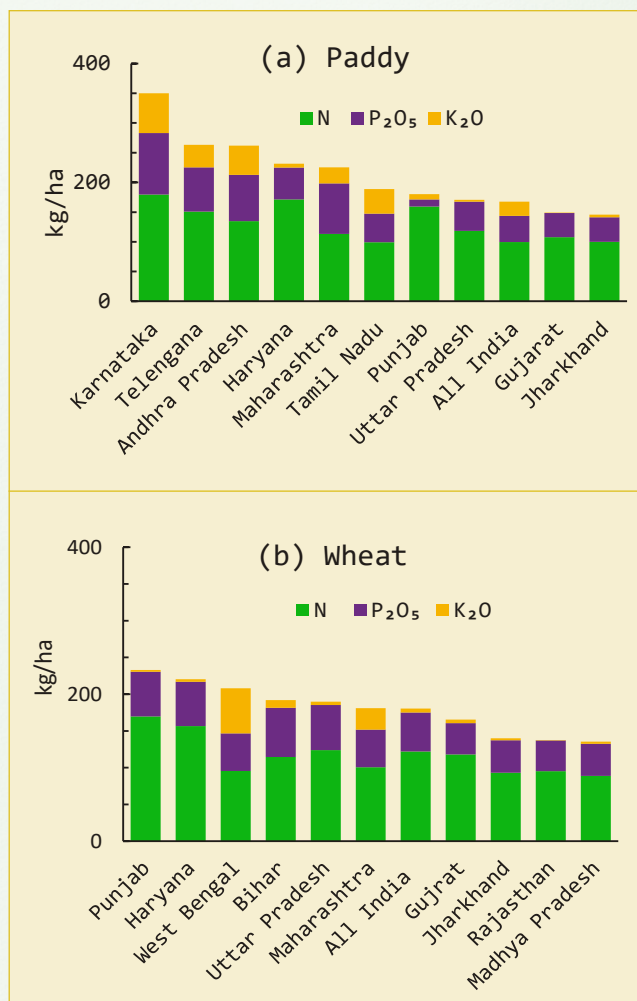 (a) Paddy
N P₂O₅ K₂O
kg/ha
400
200
0
Karnataka
Telengana
Andhra Pradesh
Haryana
Maharashtra
Tamil Nadu
Punjab
Uttar Pradesh
All India
Gujarat
Jharkhand
(b) Wheat
N P₂O₅ K₂O
kg/ha
400
200
0
Punjab
Haryana
West Bengal
Bihar
Uttar Pradesh
Maharashtra
All India
Gujrat
Jharkhand
Rajasthan
Madhya Pradesh